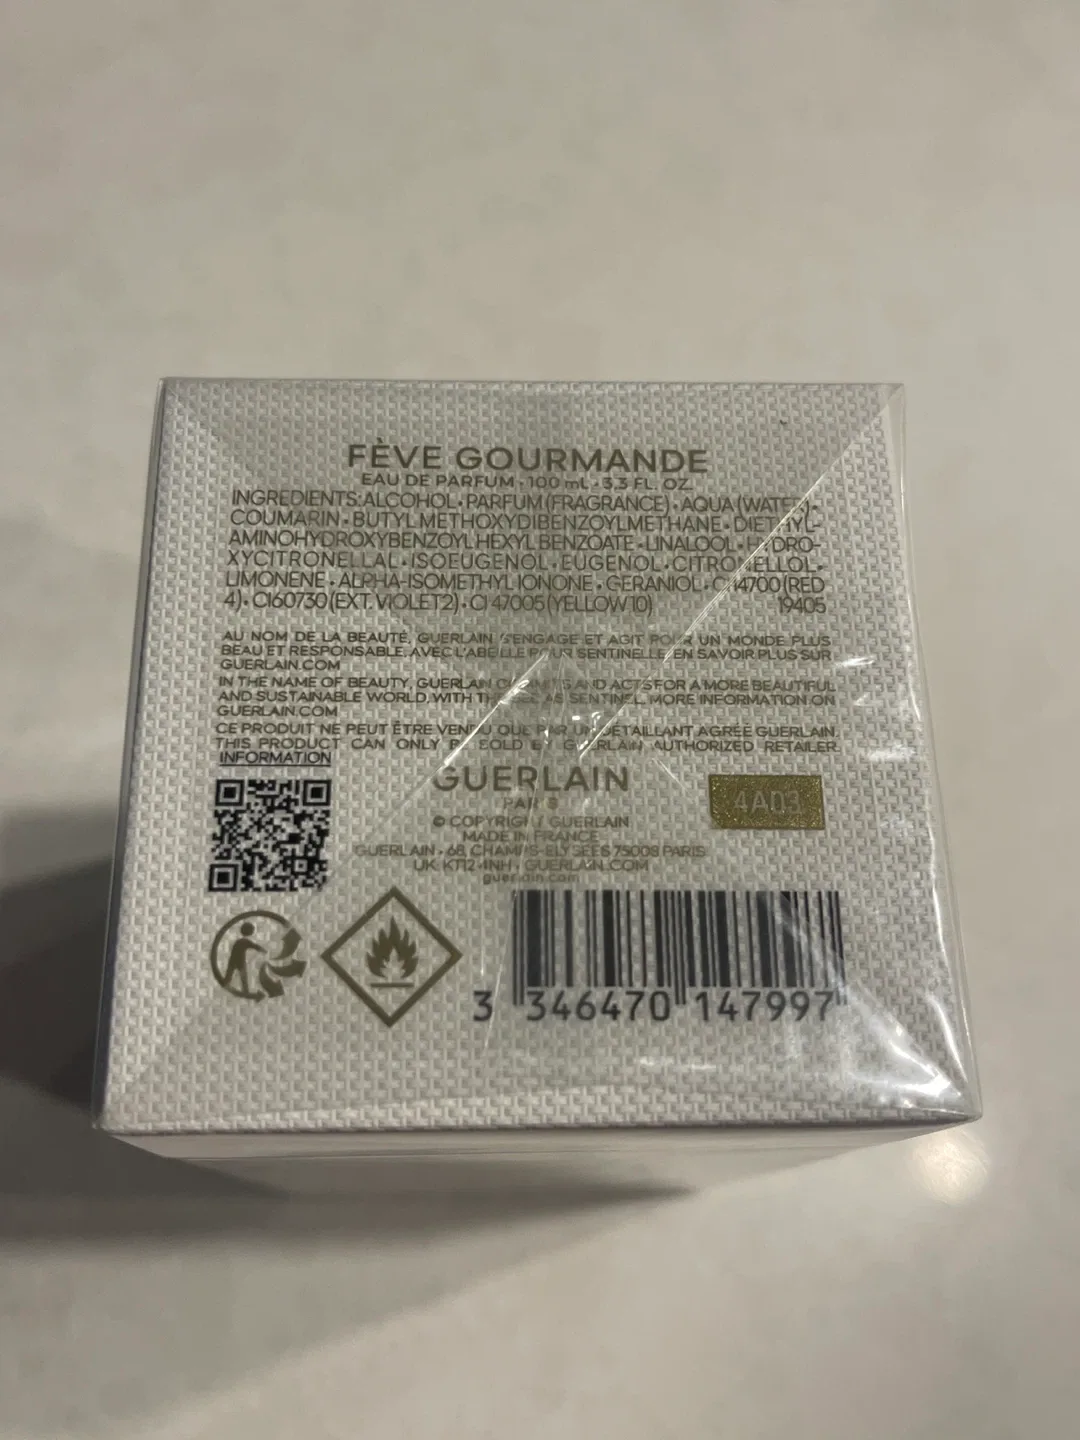 FÈVE GOURMANDE
EAU DE PARFUM · 100 mL · 3.3 FL. OZ.
INGREDIENTS: ALCOHOL · PARFUM (FRAGRANCE) · AQUA (WATER) ·
COUMARIN · BUTYL METHOXYDIBENZOYLMETHANE · DIETHYL-
AMINOHYDROXYBENZOYL HEXYL BENZOATE · LINALOOL · HYDRO-
XYCITRONELLAL · ISOEUGENOL · EUGENOL · CITRONELLOL ·
LIMONENE · ALPHA-ISOMETHYL IONONE · GERANIOL · CI 14700 (RED
4) · CI 60730 (EXT. VIOLET 2) · CI 47005 (YELLOW 10) 19405
AU NOM DE LA BEAUTÉ, GUERLAIN S'ENGAGE ET AGIT POUR UN MONDE PLUS
BEAU ET RESPONSABLE, AVEC L'ABEILLE POUR SENTINELLE. EN SAVOIR PLUS SUR
GUERLAIN.COM
IN THE NAME OF BEAUTY, GUERLAIN COMMITS AND ACTS FOR A MORE BEAUTIFUL
AND SUSTAINABLE WORLD, WITH THE BEE AS SENTINEL. MORE INFORMATION ON
GUERLAIN.COM
CE PRODUIT NE PEUT ÊTRE VENDU QUE PAR UN DÉTAILLANT AGRÉÉ GUERLAIN.
THIS PRODUCT CAN ONLY BE SOLD BY GUERLAIN AUTHORIZED RETAILER.
INFORMATION
GUERLAIN
PARIS
4A03
© COPYRIGHT GUERLAIN
MADE IN FRANCE
GUERLAIN · 68, CHAMPS-ELYSEES 75008 PARIS
UK: KT12 4NH · GUERLAIN.COM
guerlain.com
3 346470 147997